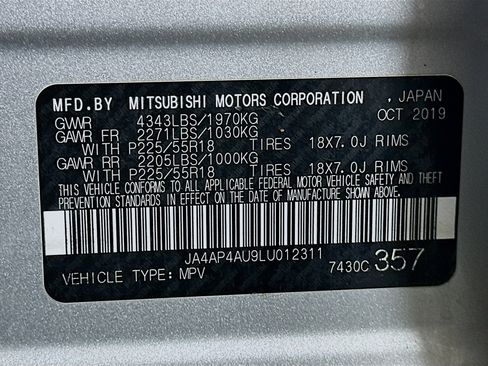 MFD.BY MITSUBISHI MOTORS CORPORATION , JAPAN
GVWR 4343LBS/1970KG OCT 2019
GAWR FR 2271LBS/1030KG
WITH P225/55R18 TIRES 18X7.0J RIMS
GAWR RR 2205LBS/1000KG
WITH P225/55R18 TIRES 18X7.0J RIMS
THIS VEHICLE CONFORMS TO ALL APPLICABLE FEDERAL MOTOR VEHICLE SAFETY AND THEFT
PREVENTION STANDARDS IN EFFECT ON THE DATE OF MANUFACTURE SHOWN ABOVE.
JA4AP4AU9LU012311
VEHICLE TYPE: MPV 7430C 357